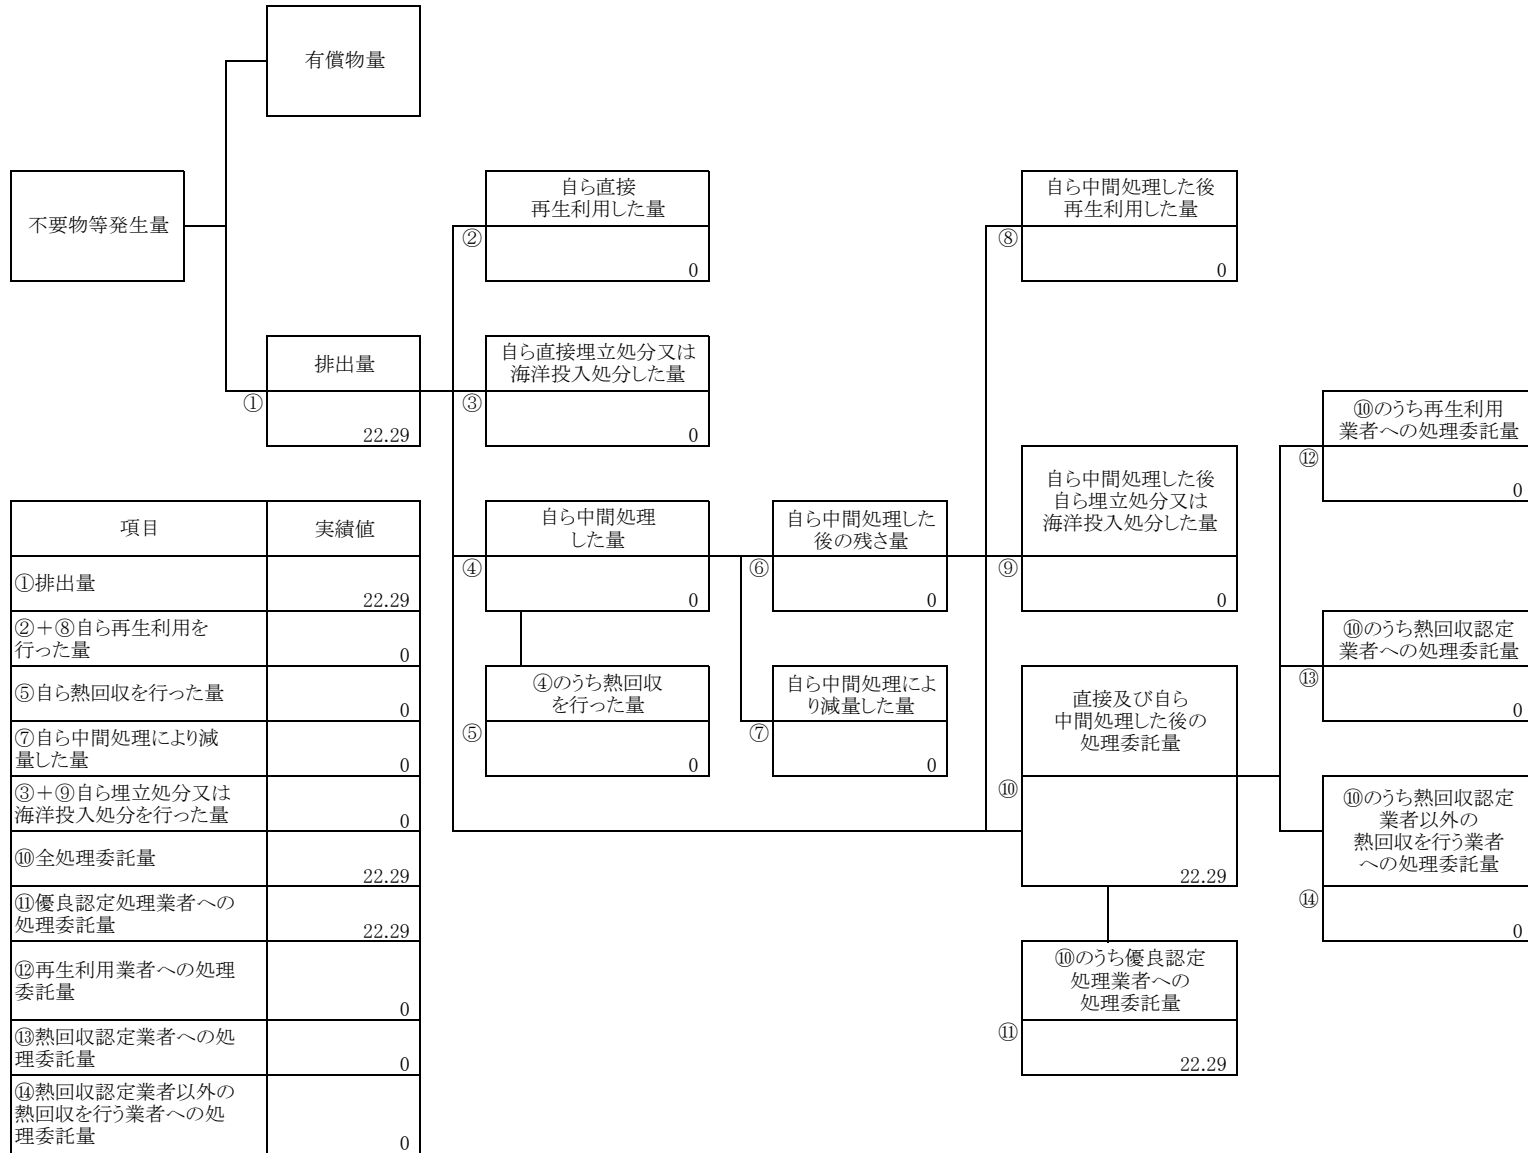 有償物量
不要物等発生量
自ら直接
再生利用した量
②
0
自ら中間処理した後
再生利用した量
⑧
0
排出量
①
22.29
自ら直接埋立処分又は
海洋投入処分した量
③
0
⑩のうち再生利用
業者への処理委託量
⑫
0
自ら中間処理
した量
④
0
自ら中間処理した
後の残さ量
⑥
0
自ら中間処理した後
自ら埋立処分又は
海洋投入処分した量
⑨
0
⑩のうち熱回収認定
業者への処理委託量
⑬
0
④のうち熱回収
を行った量
⑤
0
自ら中間処理によ
り減量した量
⑦
0
直接及び自ら
中間処理した後の
処理委託量
⑩
22.29
⑩のうち熱回収認定
業者以外の
熱回収を行う業者
への処理委託量
⑭
0
⑩のうち優良認定
処理業者への
処理委託量
⑪
22.29
項目 実績値
①排出量
22.29
②+⑧自ら再生利用を
行った量
0
⑤自ら熱回収を行った量
0
⑦自ら中間処理により減
量した量
0
③+⑨自ら埋立処分又は
海洋投入処分を行った量
0
⑩全処理委託量
22.29
⑪優良認定処理業者への
処理委託量
22.29
⑫再生利用業者への処理
委託量
0
⑬熱回収認定業者への処
理委託量
0
⑭熱回収認定業者以外の
熱回収を行う業者への処
理委託量
0